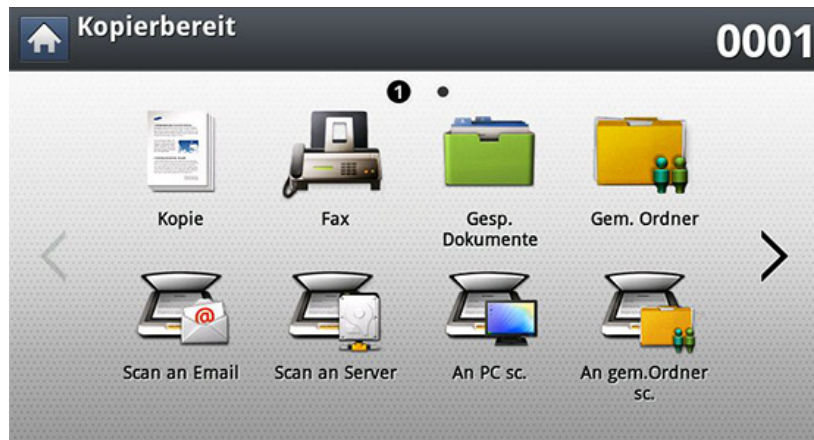 Kopierbereit
0001
1
Kopie
Fax
Gesp.
Dokumente
Gem. Ordner
Scan an Email
Scan an Server
An PC sc.
An gem.Ordner
sc.